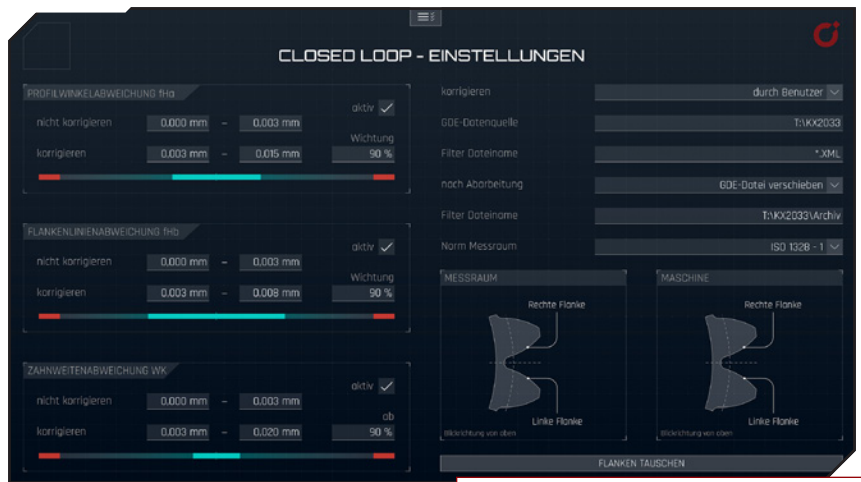 CLOSED LOOP - EINSTELLUNGEN
PROFILWINKELABWEICHUNG fHa
aktiv
nicht korrigieren 0.000 mm - 0.003 mm
Wichtung
korrigieren 0.003 mm - 0.015 mm 90 %
FLANKENLINIENABWEICHUNG fHb
aktiv
nicht korrigieren 0.000 mm - 0.003 mm
Wichtung
korrigieren 0.003 mm - 0.008 mm 90 %
ZAHNWEITENABWEICHUNG WK
aktiv
nicht korrigieren 0.000 mm - 0.003 mm
ab
korrigieren 0.003 mm - 0.020 mm 90 %
korrigieren durch Benutzer
GDE-Datenquelle T:\KX2033
Filter Dateiname *.XML
nach Abarbeitung GDE-Datei verschieben
Filter Dateiname T:\KX2033\Archiv
Norm Messraum ISO 1328 - 1
MESSRAUM
Rechte Flanke
Linke Flanke
Blickrichtung von oben
MASCHINE
Rechte Flanke
Linke Flanke
Blickrichtung von oben
FLANKEN TAUSCHEN